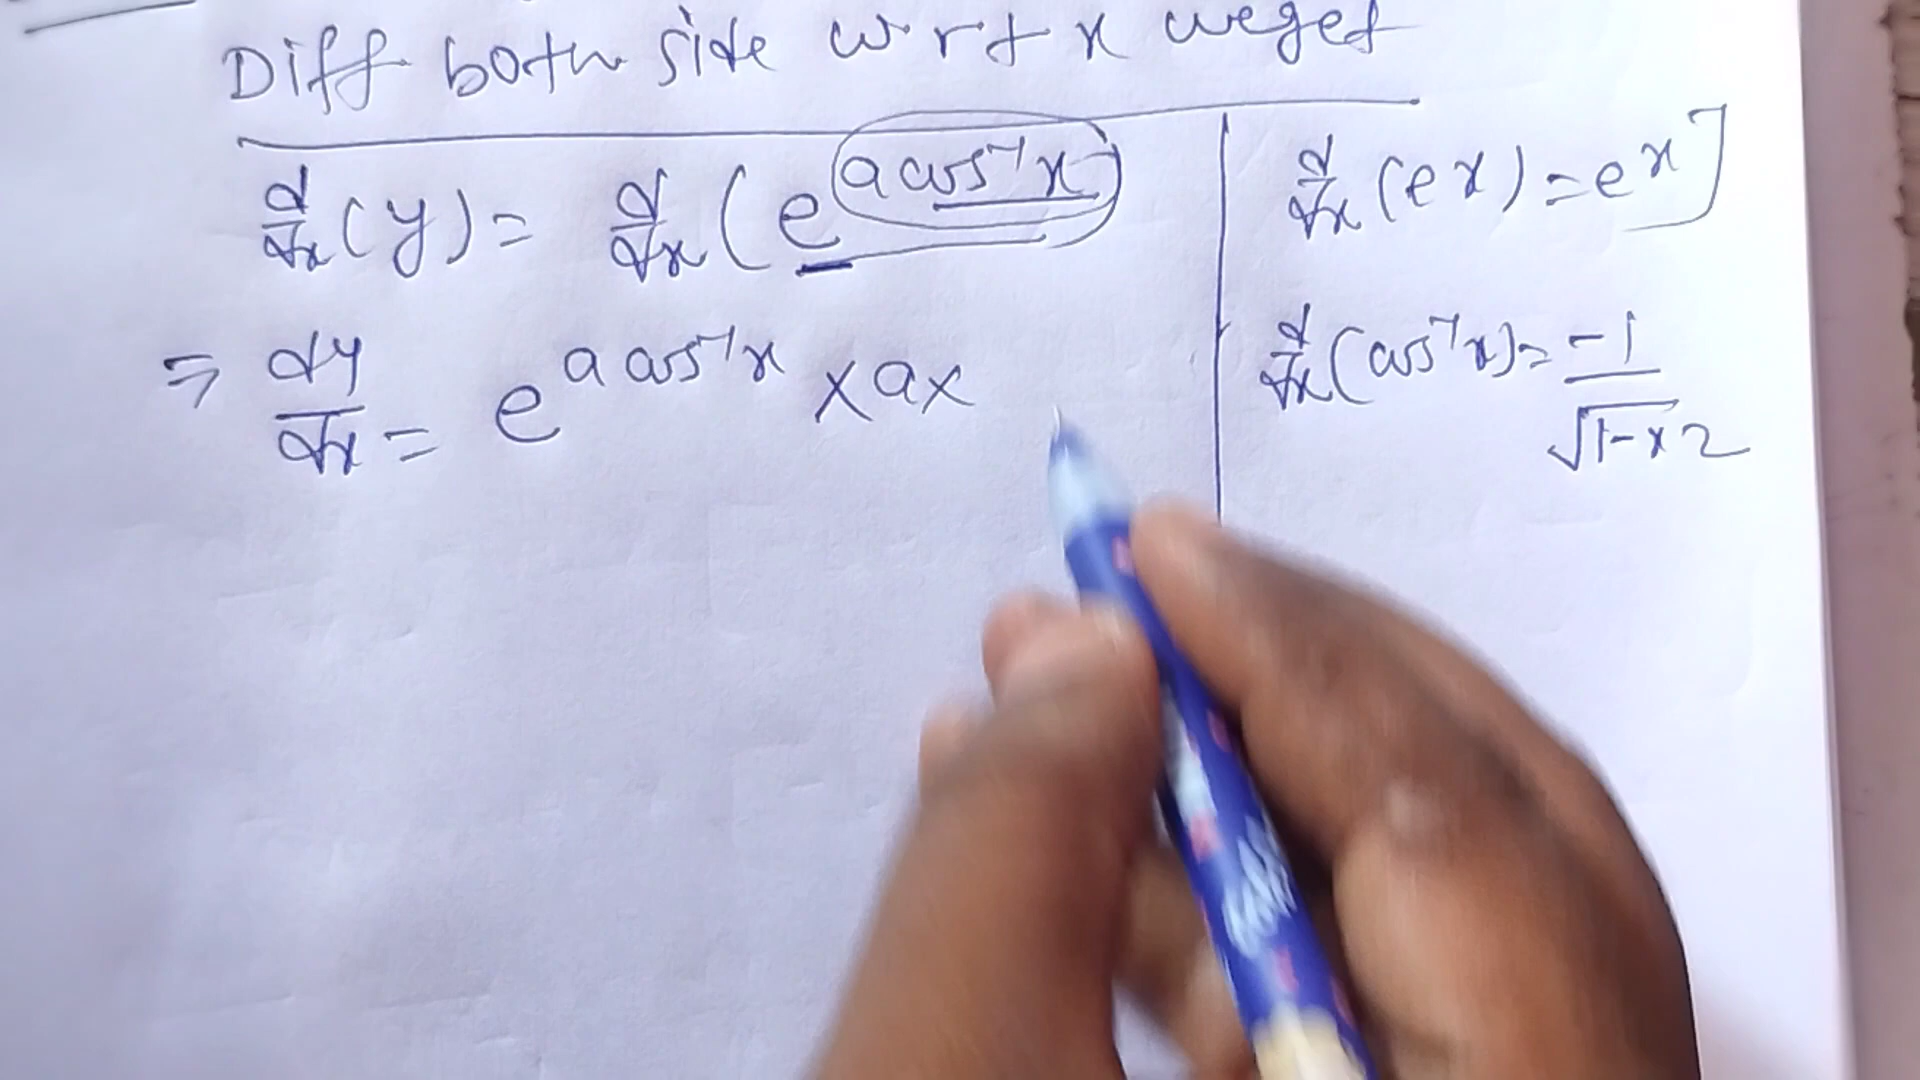 Diff both side w r t x we get
d/dx (y) = d/dx (e^(a cos⁻¹x))
d/dx (e^x) = e^x]
⇒ dy/dx = e^(a cos⁻¹x) × a ×
d/dx (cos⁻¹x) = -1/√1-x2